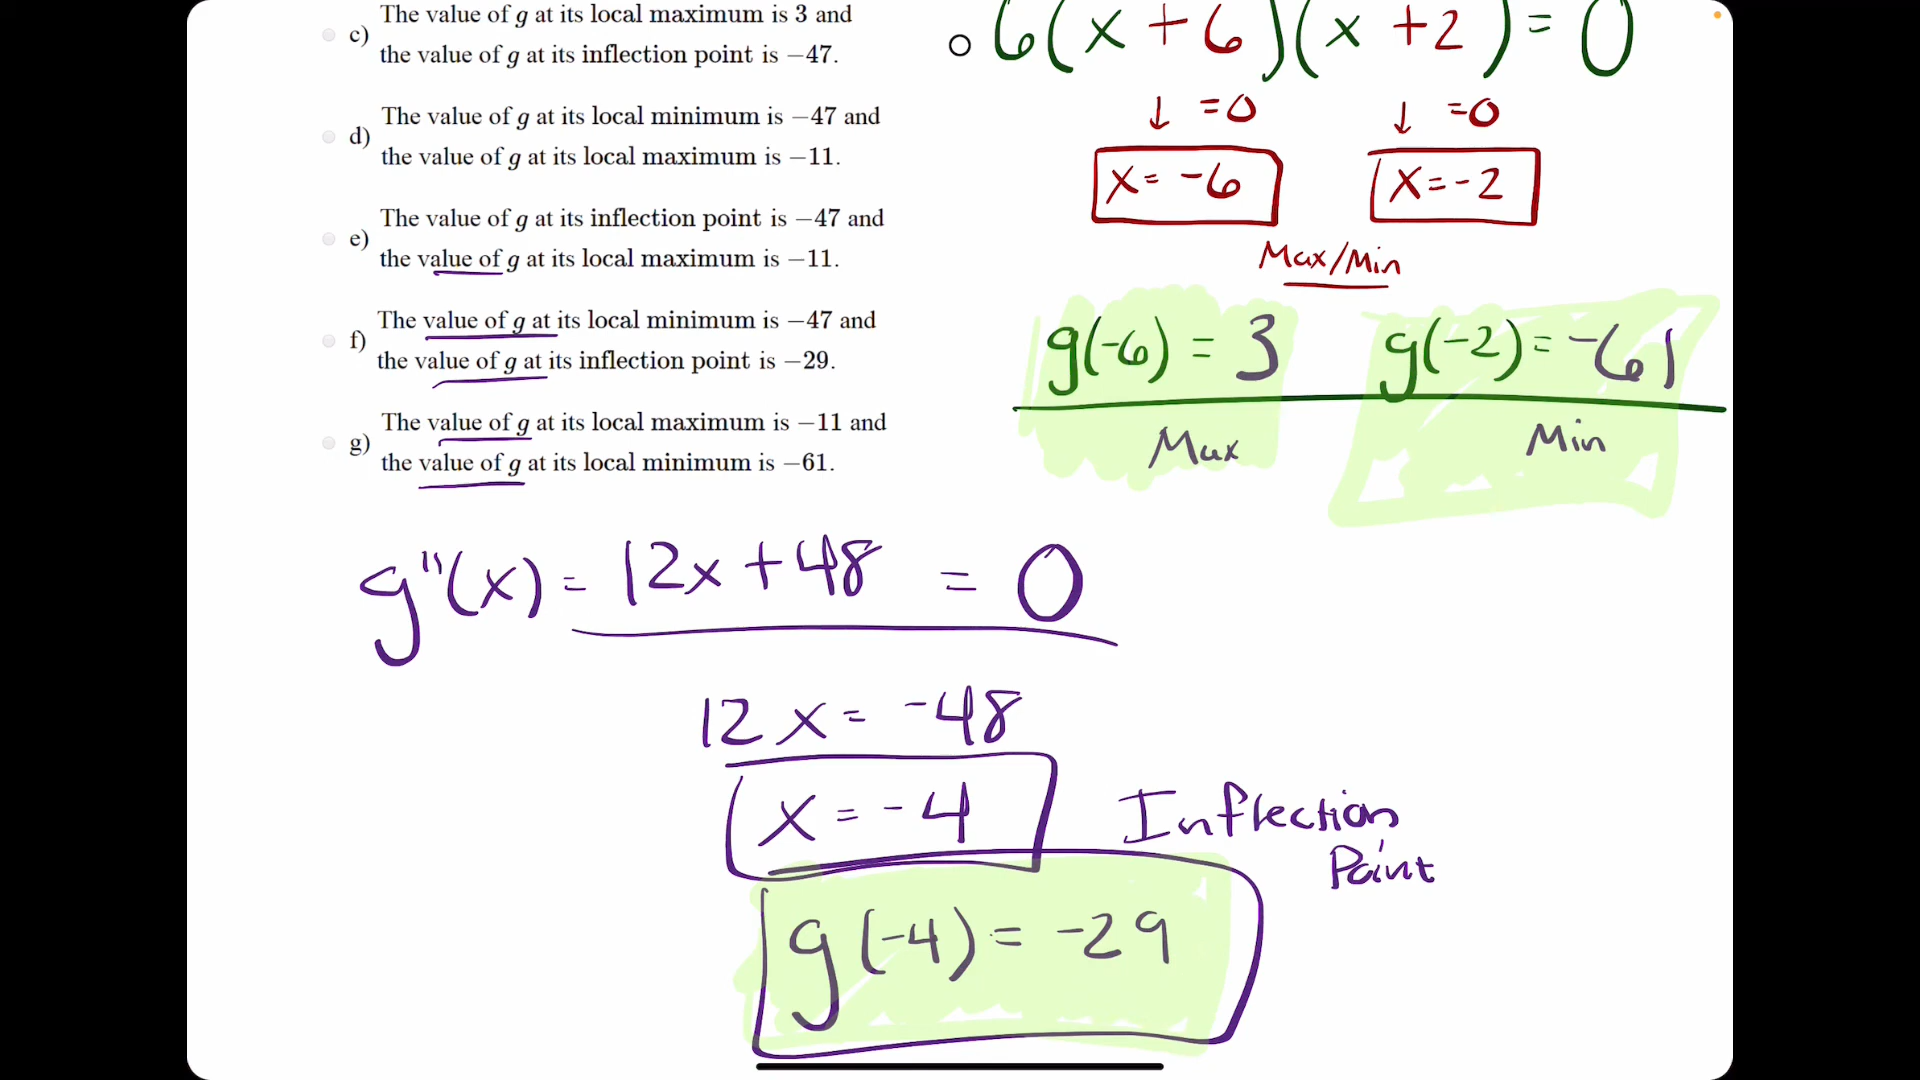 c) The value of g at its local maximum is 3 and
the value of g at its inflection point is −47.
d) The value of g at its local minimum is −47 and
the value of g at its local maximum is −11.
e) The value of g at its inflection point is −47 and
the value of g at its local maximum is −11.
f) The value of g at its local minimum is −47 and
the value of g at its inflection point is −29.
g) The value of g at its local maximum is −11 and
the value of g at its local minimum is −61.
6(x+6)(x+2)=0
↓ =0 ↓ =0
x=-6 x=-2
Max/Min
g(-6) = 3 g(-2) = -61
Max Min
g''(x) = 12x+48 = 0
12x = -48
x = -4
Inflection
Point
g(-4) = -29